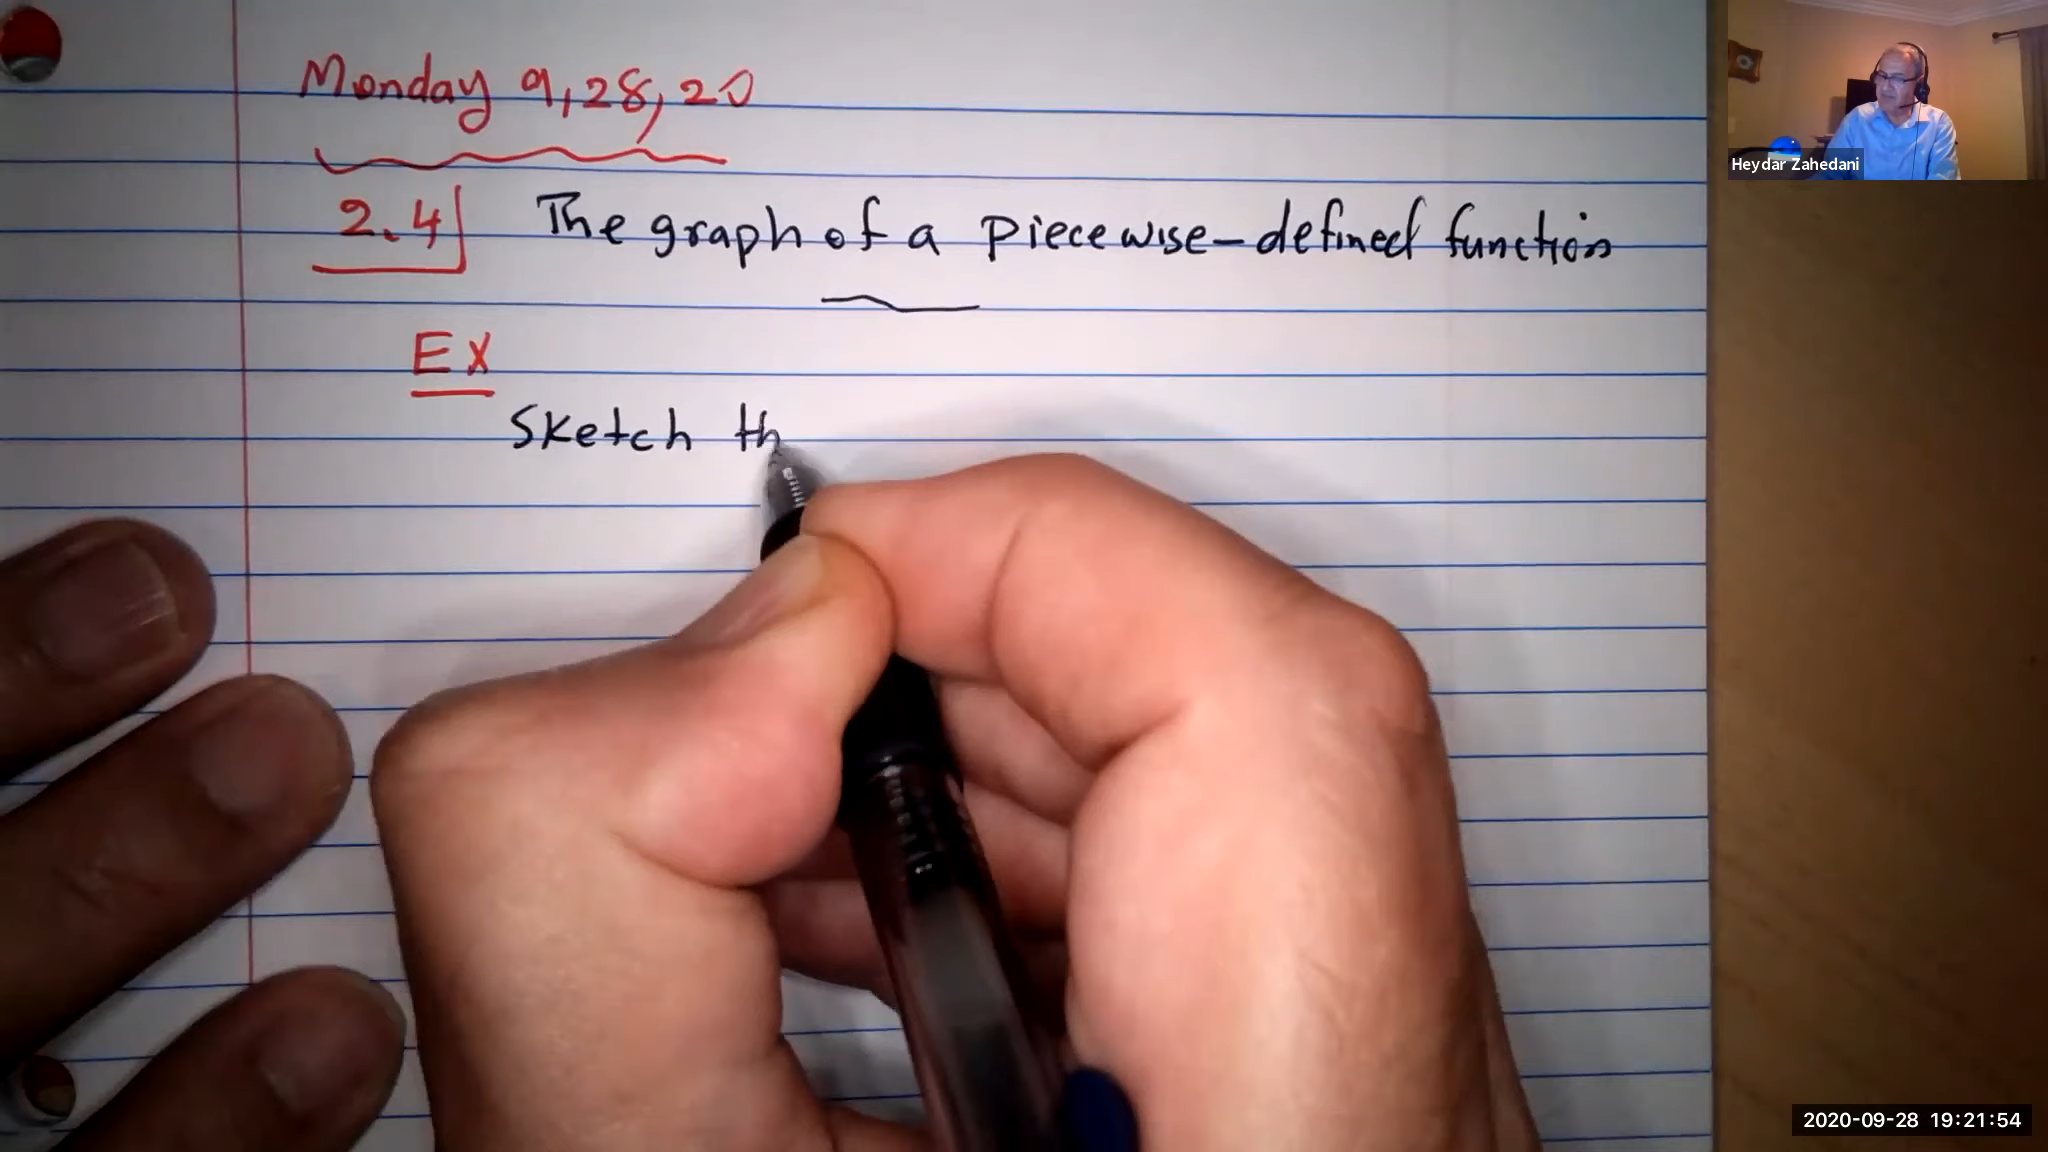 Monday 9,28,20
2.4 The graph of a piecewise-defined function
EX
Sketch th
Heydar Zahedani
2020-09-28 19:21:54